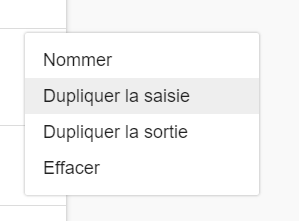 Nommer
Dupliquer la saisie
Dupliquer la sortie
Effacer